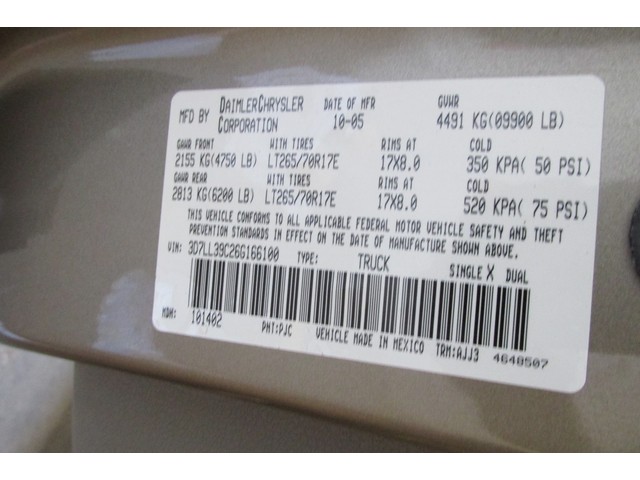 MFD BY DAIMLERCHRYSLER CORPORATION DATE OF MFR 10-05 GVWR 4491 KG(09900 LB)
GAWR FRONT WITH TIRES RIMS AT COLD
2155 KG(4750 LB) LT265/70R17E 17X8.0 350 KPA( 50 PSI)
GAWR REAR WITH TIRES RIMS AT COLD
2813 KG(6200 LB) LT265/70R17E 17X8.0 520 KPA( 75 PSI)
THIS VEHICLE CONFORMS TO ALL APPLICABLE FEDERAL MOTOR VEHICLE SAFETY AND THEFT
PREVENTION STANDARDS IN EFFECT ON THE DATE OF MANUFACTURE SHOWN ABOVE.
VIN: 3D7LL39C26G166100 TYPE: TRUCK SINGLE X DUAL
MDH: 101402 PNT:PJC VEHICLE MADE IN MEXICO TRM:AJJ3 4648507